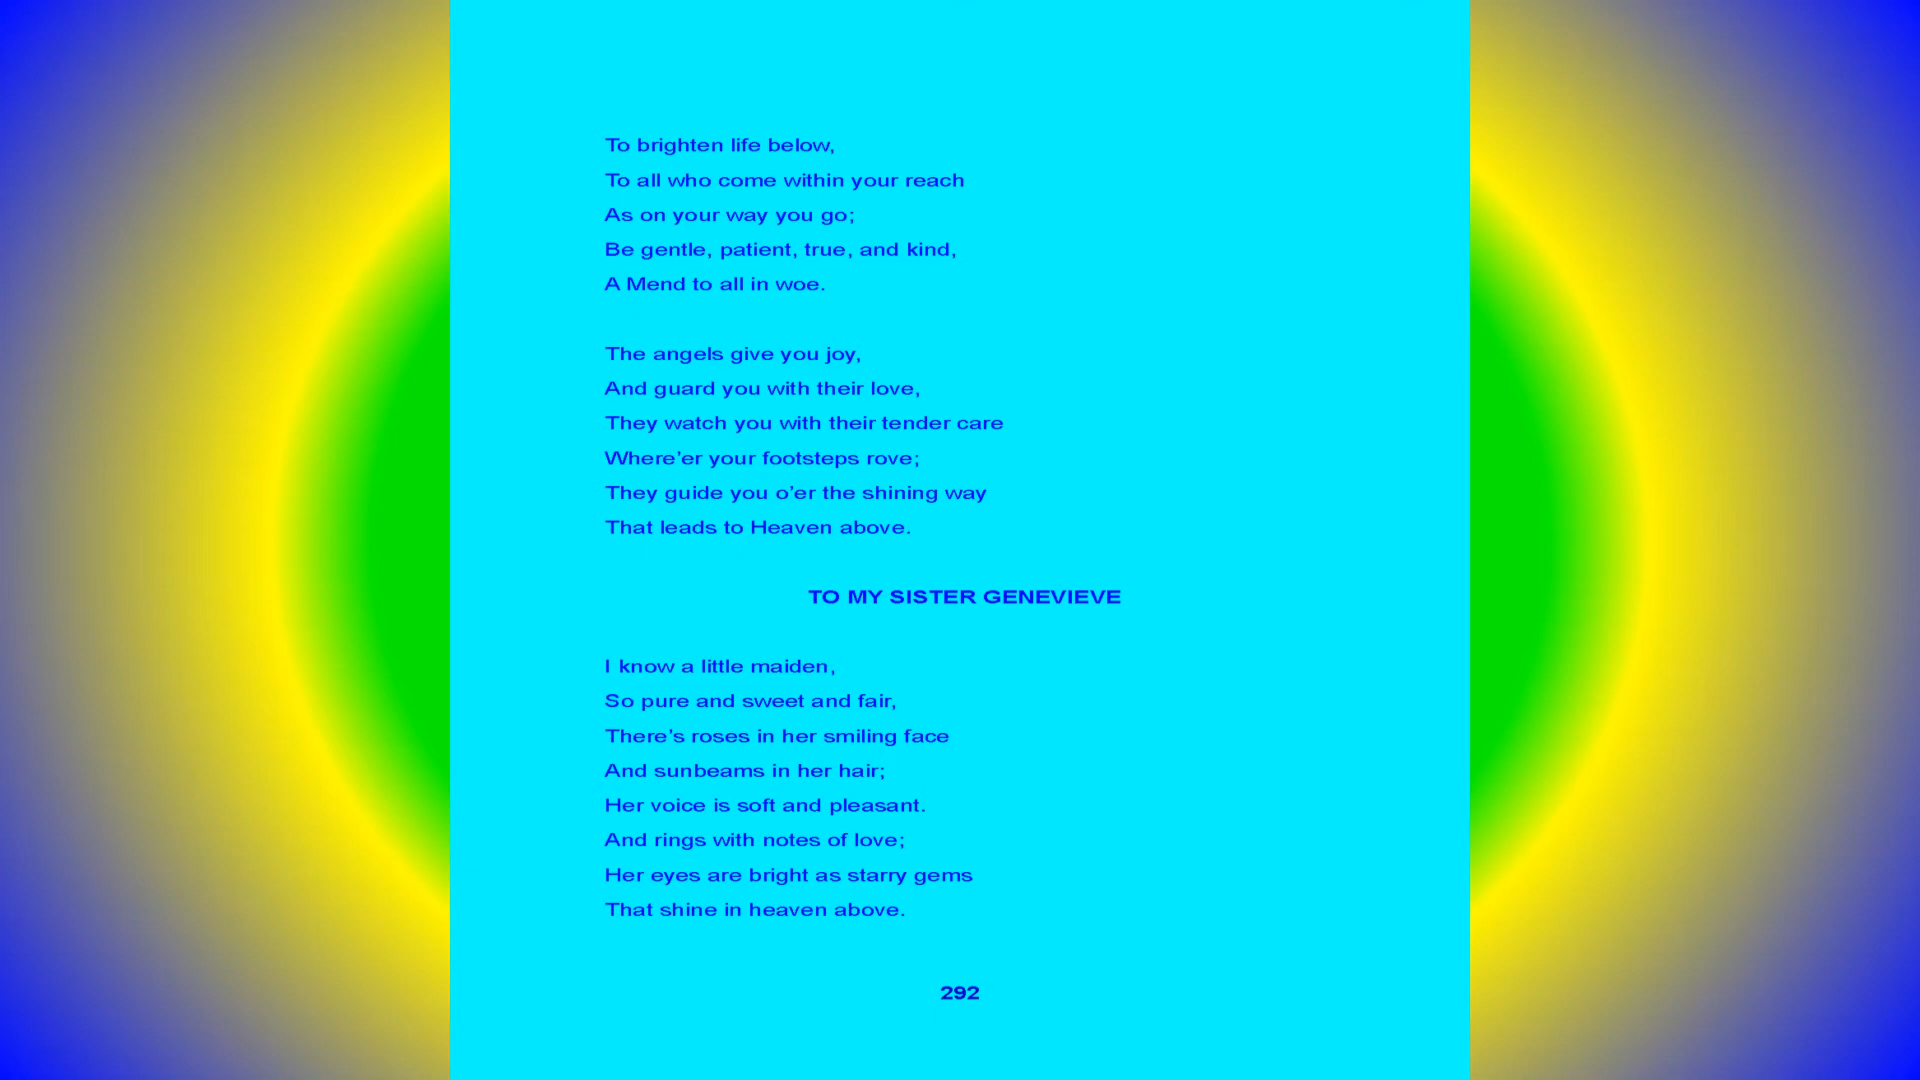 To brighten life below,
To all who come within your reach
As on your way you go;
Be gentle, patient, true, and kind,
A Mend to all in woe.
The angels give you joy,
And guard you with their love,
They watch you with their tender care
Where’er your footsteps rove;
They guide you o’er the shining way
That leads to Heaven above.
TO MY SISTER GENEVIEVE
I know a little maiden,
So pure and sweet and fair,
There’s roses in her smiling face
And sunbeams in her hair;
Her voice is soft and pleasant.
And rings with notes of love;
Her eyes are bright as starry gems
That shine in heaven above.
292